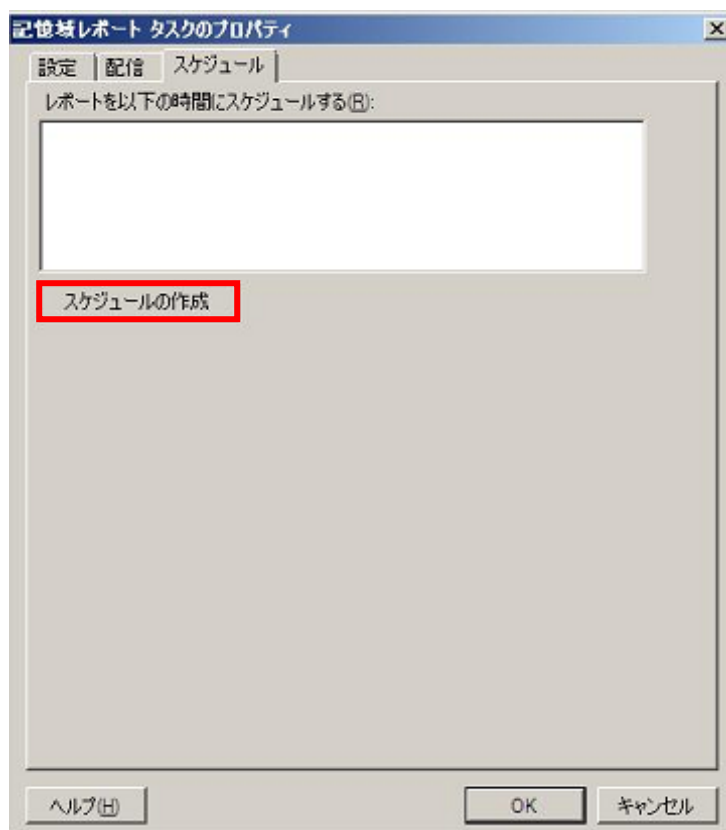 記憶域レポート タスクのプロパティ
設定 配信 スケジュール
レポートを以下の時間にスケジュールする(R):
スケジュールの作成
ヘルプ(H) OK キャンセル